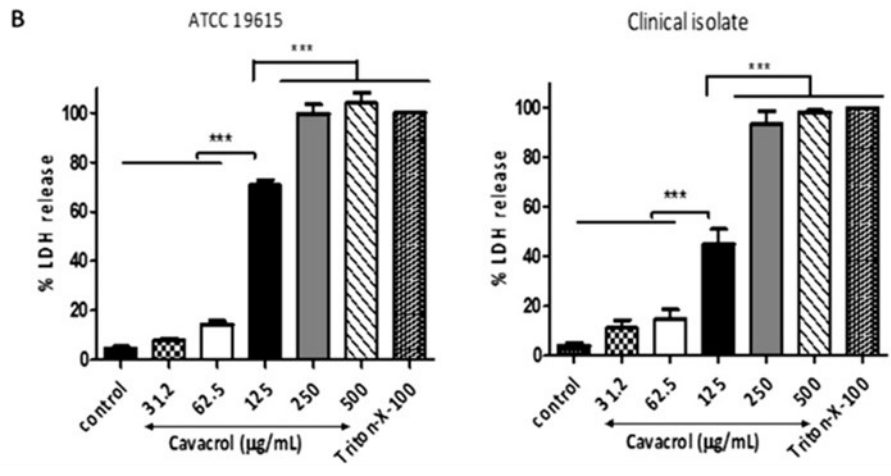 B
ATCC 19615
Clinical isolate
***
***
% LDH release
100
80
60
40
20
0
control
31.2
62.5
125
250
500
Triton-X-100
Cavacrol (µg/mL)
***
***
% LDH release
100
80
60
40
20
0
control
31.2
62.5
125
250
500
Triton-X-100
Cavacrol (µg/mL)